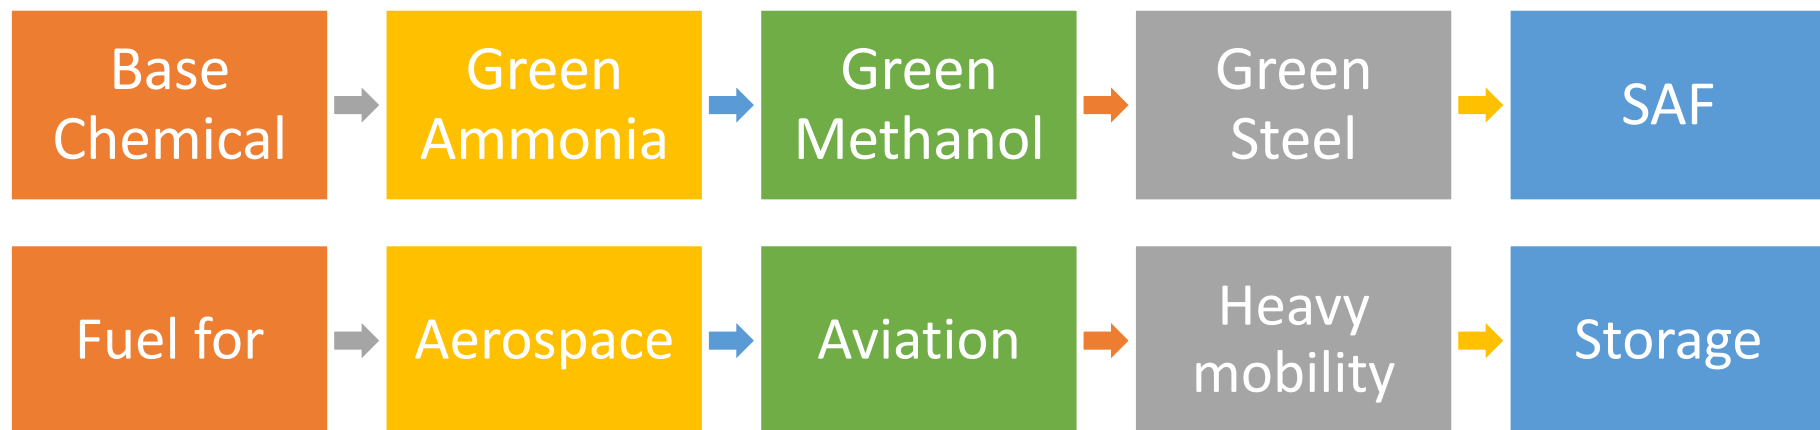 Base
Chemical
Green
Ammonia
Green
Methanol
Green
Steel
SAF
Fuel for
Aerospace
Aviation
Heavy
mobility
Storage